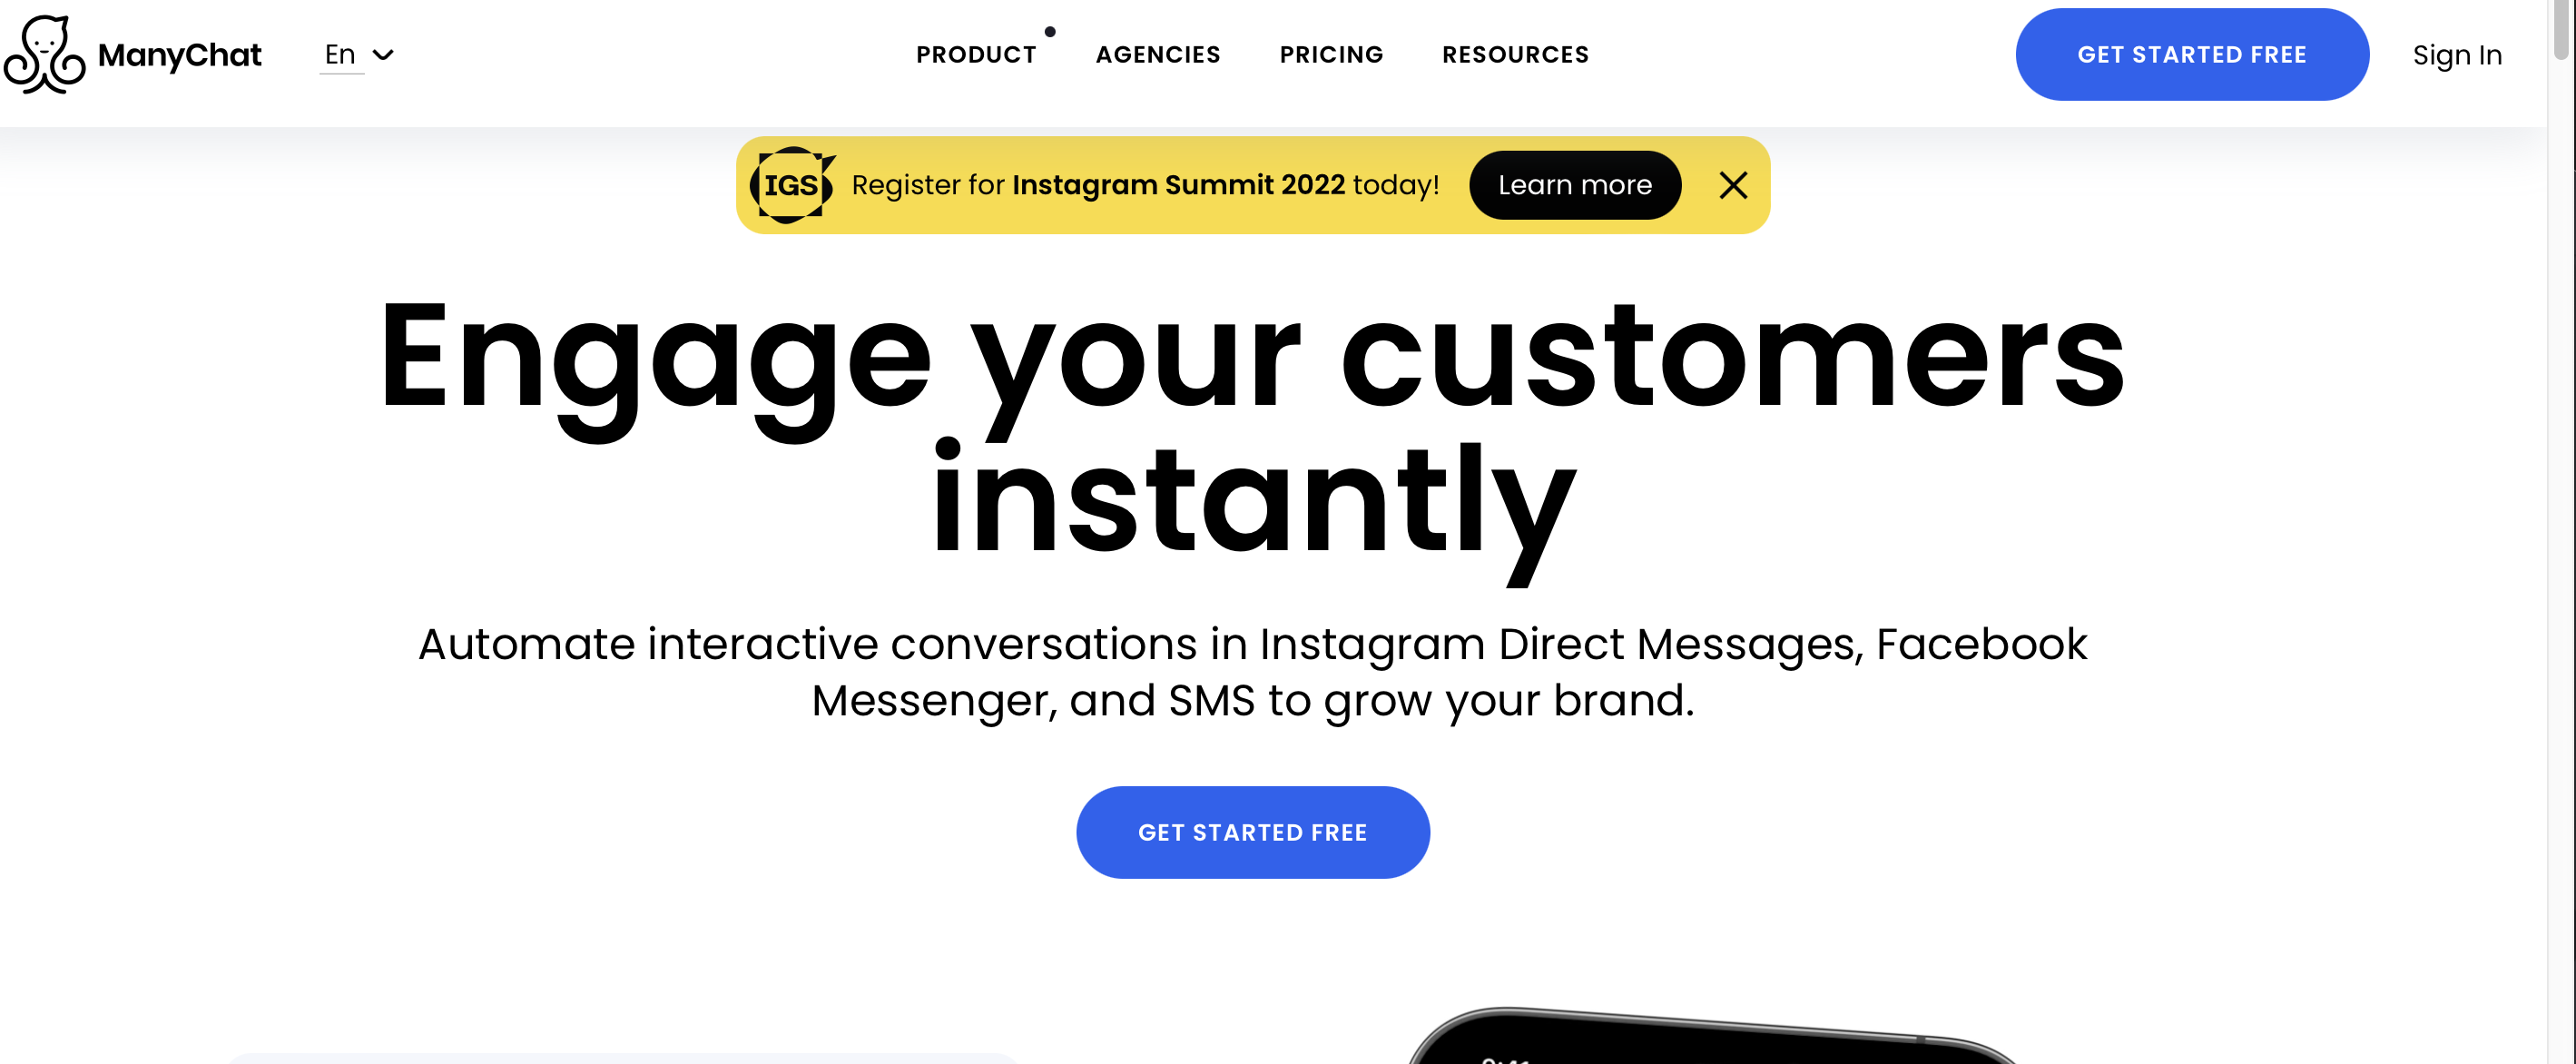 ManyChat
En
PRODUCT
AGENCIES
PRICING
RESOURCES
GET STARTED FREE
Sign In
IGS
Register for Instagram Summit 2022 today!
Learn more
Engage your customers
instantly
Automate interactive conversations in Instagram Direct Messages, Facebook
Messenger, and SMS to grow your brand.
GET STARTED FREE